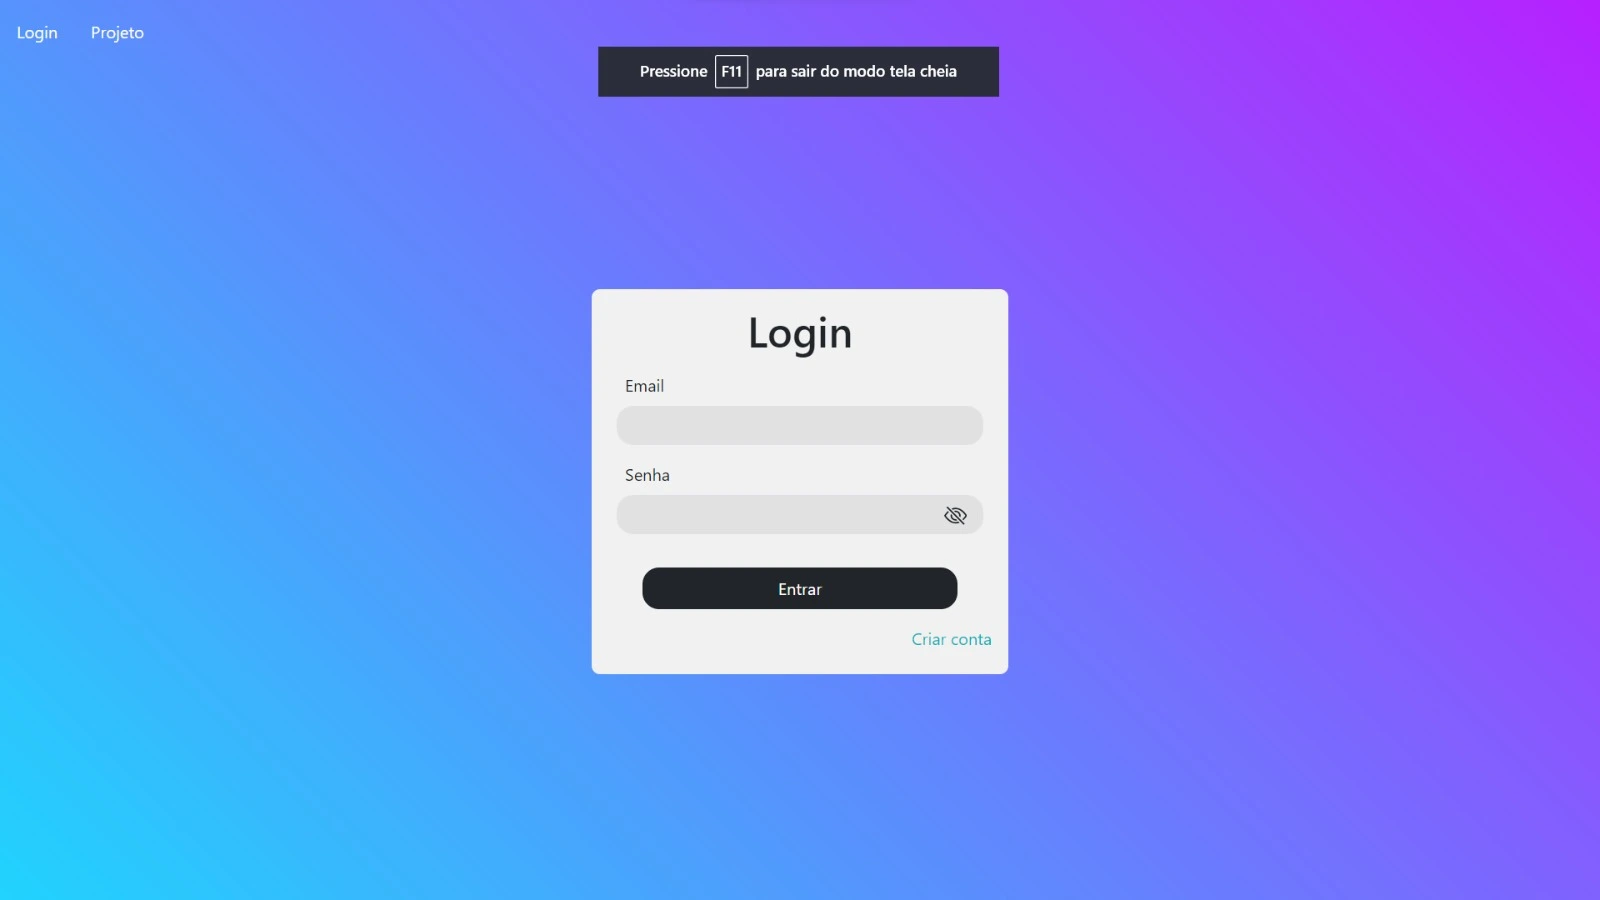 Login Projeto
Pressione F11 para sair do modo tela cheia
Login
Email
Senha
Entrar
Criar conta